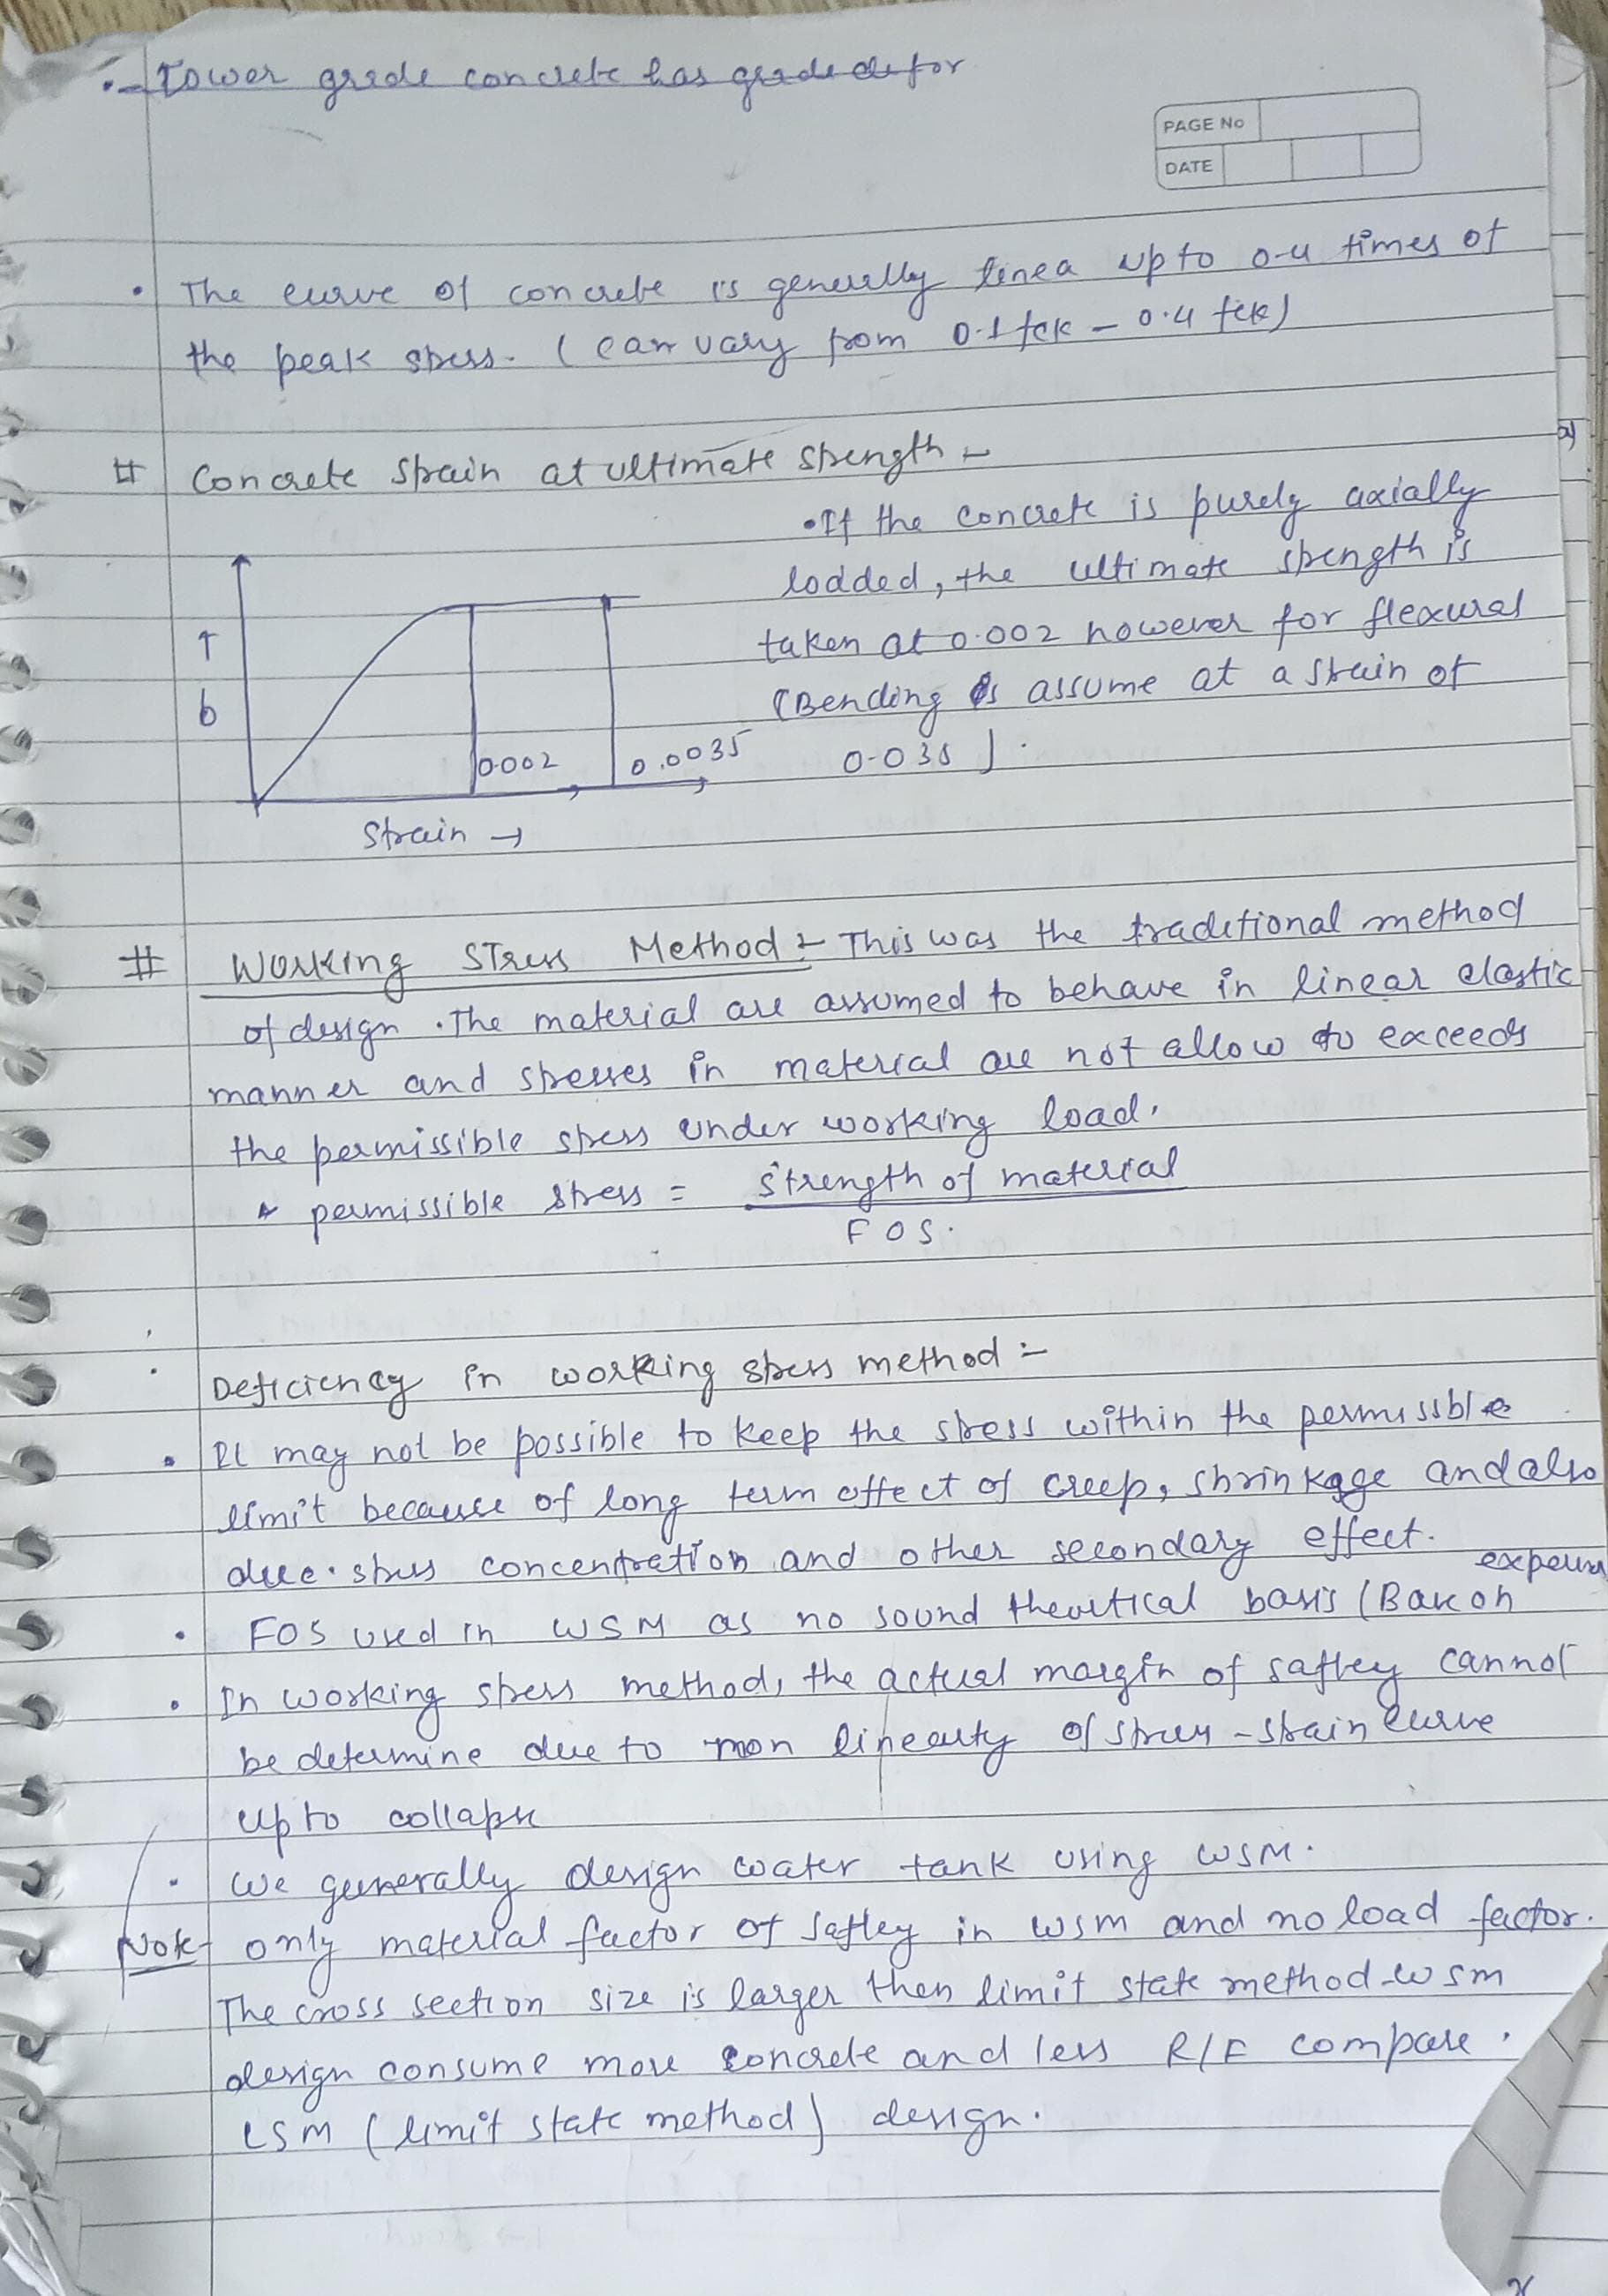 • Lower grade concrete has grade defor
PAGE No
DATE
• The curve of concrete is generally linea upto 0.4 times of
the peak stress. (can vary from 0.1 fck - 0.4 fck)
# Concrete strain at ultimate strength :-
• If the concrete is purely axially
lodded, the ultimate strength is
taken at 0.002 however for flexural
(Bending is assume at a strain of
0.035).
↑
6
0.002
0.0035
Strain →
# Working Stress Method :- This was the traditional method
of design. The material are assumed to behave in linear elastic
manner and stresses in material are not allow to exceeds
the permissible stress under working load.
permissible stress = strength of material
FOS.
Deficiency in working stress method :-
• It may not be possible to keep the stress within the permissble
limit because of long term effect of creep, shrinkage and also
due. stress concentration and other secondary effect.
• FOS used in WSM as no sound theortical basis (Base on
• In working stress method, the actual margin of saftey cannot
be determine due to non linearity of stress - strain curve
upto collapse
• We generally design water tank using WSM.
Note- only material factor of saftey in WSM and no load factor.
The cross section size is larger then limit state method WSM
design consume more concrete and less R/F compare.
LSM (limit state method) design.